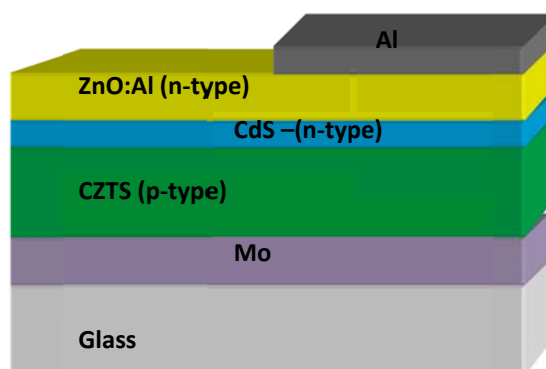 Al
ZnO:Al (n-type)
CdS –(n-type)
CZTS (p-type)
Mo
Glass